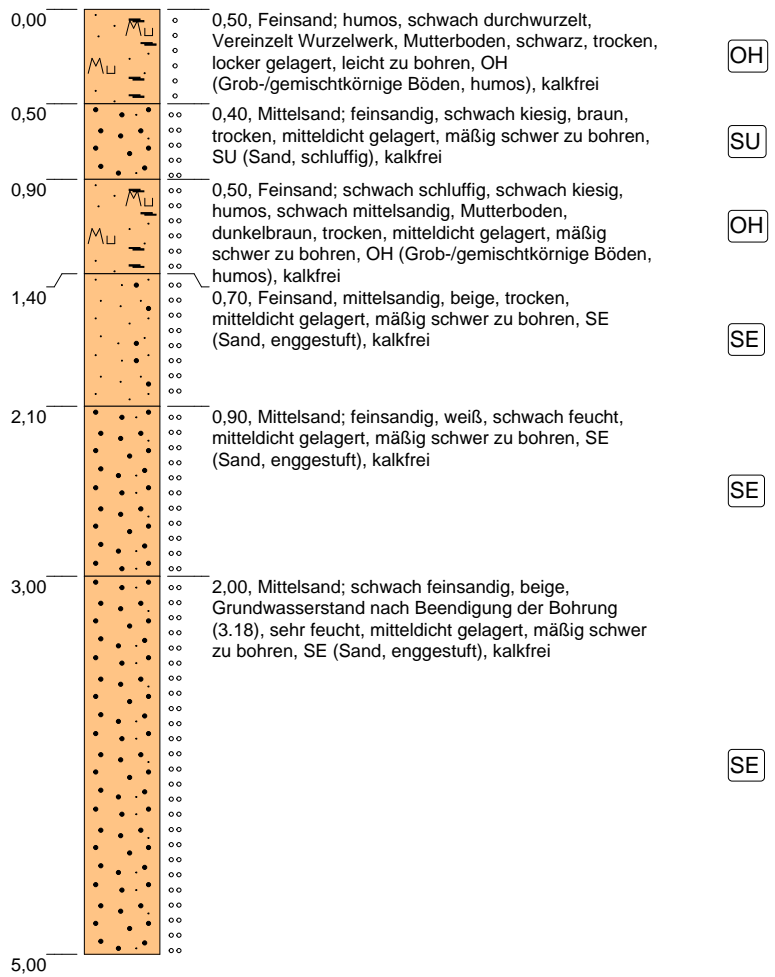 0,00
0,50, Feinsand; humos, schwach durchwurzelt,
Vereinzelt Wurzelwerk, Mutterboden, schwarz, trocken,
locker gelagert, leicht zu bohren, OH
(Grob-/gemischtkörnige Böden, humos), kalkfrei
OH
Mu
Mu
0,50
0,40, Mittelsand; feinsandig, schwach kiesig, braun,
trocken, mitteldicht gelagert, mäßig schwer zu bohren,
SU (Sand, schluffig), kalkfrei
SU
0,90
0,50, Feinsand; schwach schluffig, schwach kiesig,
humos, schwach mittelsandig, Mutterboden,
dunkelbraun, trocken, mitteldicht gelagert, mäßig
schwer zu bohren, OH (Grob-/gemischtkörnige Böden,
humos), kalkfrei
OH
Mu
Mu
1,40
0,70, Feinsand, mittelsandig, beige, trocken,
mitteldicht gelagert, mäßig schwer zu bohren, SE
(Sand, enggestuft), kalkfrei
SE
2,10
0,90, Mittelsand; feinsandig, weiß, schwach feucht,
mitteldicht gelagert, mäßig schwer zu bohren, SE
(Sand, enggestuft), kalkfrei
SE
3,00
2,00, Mittelsand; schwach feinsandig, beige,
Grundwasserstand nach Beendigung der Bohrung
(3.18), sehr feucht, mitteldicht gelagert, mäßig schwer
zu bohren, SE (Sand, enggestuft), kalkfrei
SE
5,00